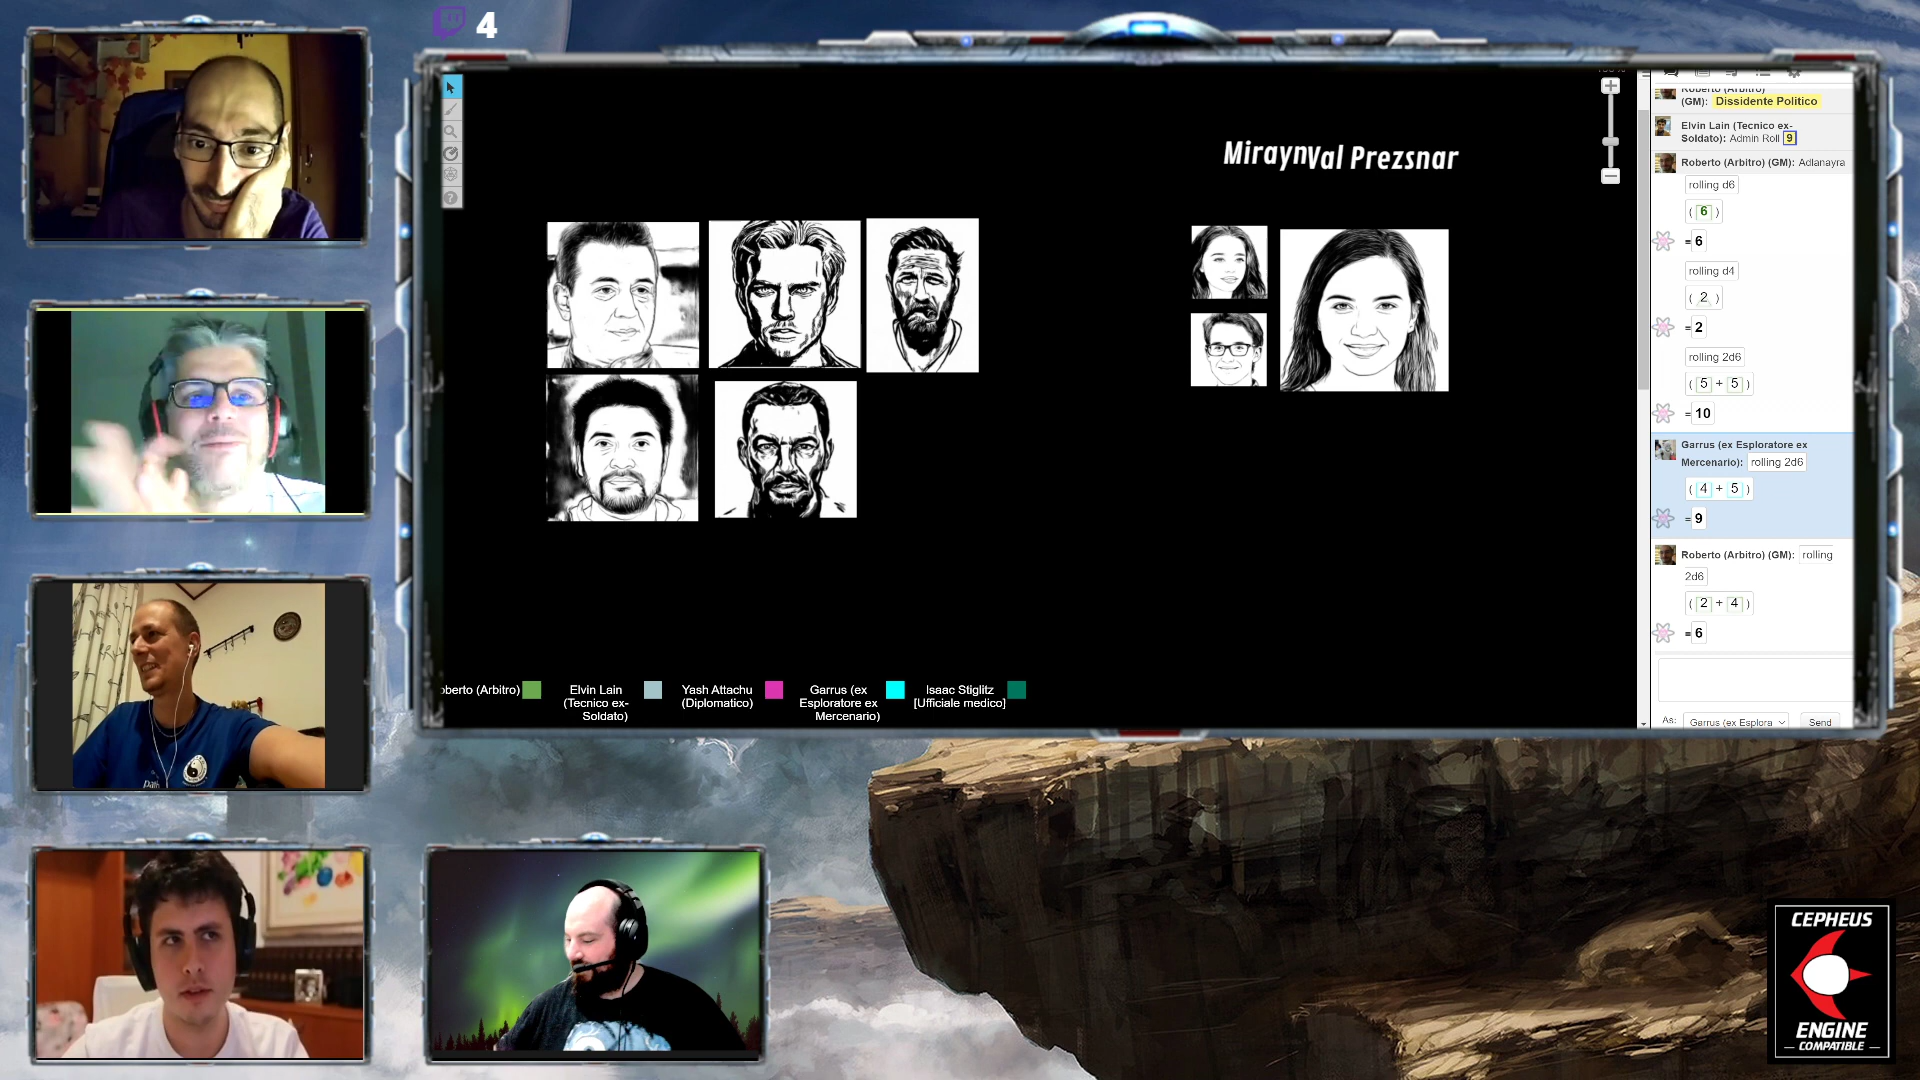 4
Miraynval Prezsnar
Roberto (Arbitro)
(GM): Dissidente Politico
Elvin Lain (Tecnico ex-
Soldato): Admin Roll 9
Roberto (Arbitro) (GM): Adlanayra
rolling d6
( 6 )
= 6
rolling d4
( 2 )
= 2
rolling 2d6
( 5 + 5 )
= 10
Garrus (ex Esploratore ex
Mercenario): rolling 2d6
( 4 + 5 )
= 9
Roberto (Arbitro) (GM): rolling
2d6
( 2 + 4 )
= 6
As: Garrus (ex Esplora Send
oberto (Arbitro)
Elvin Lain
(Tecnico ex-
Soldato)
Yash Attachu
(Diplomatico)
Garrus (ex
Esploratore ex
Mercenario)
Isaac Stiglitz
[Ufficiale medico]
CEPHEUS
ENGINE
— COMPATIBLE —